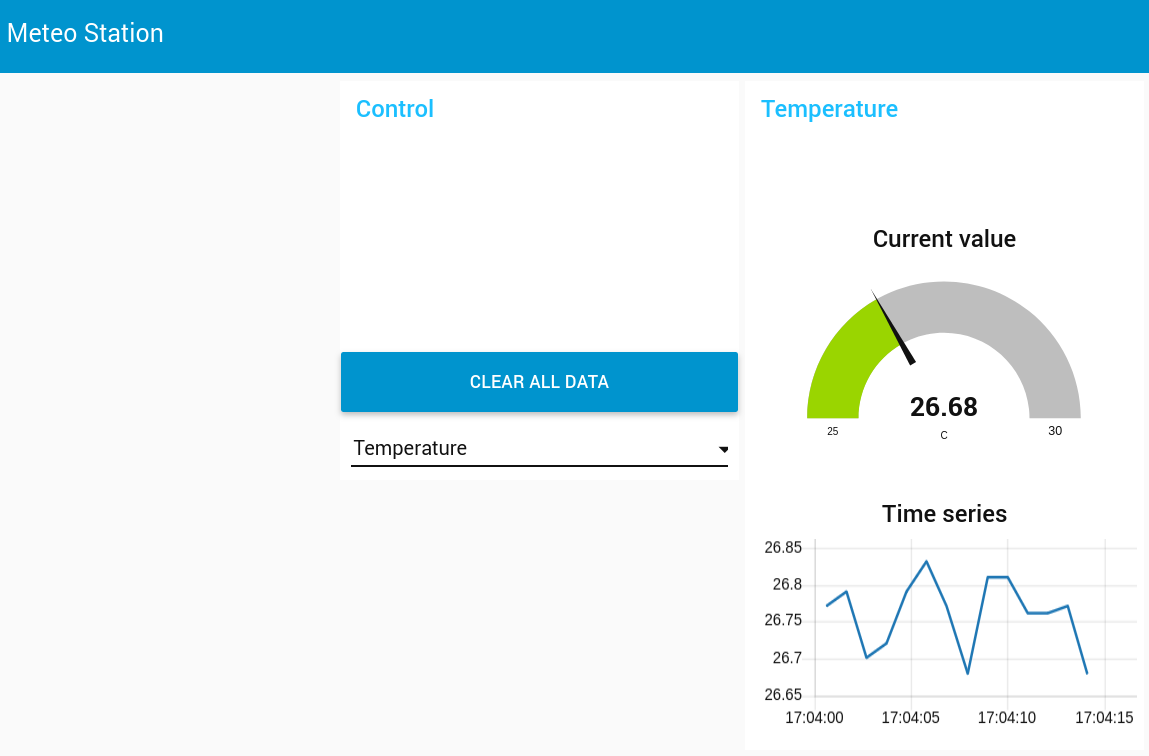 Meteo Station
Control
CLEAR ALL DATA
Temperature
Temperature
Current value
26.68
25
C
30
Time series
26.85
26.8
26.75
26.7
26.65
17:04:00 17:04:05 17:04:10 17:04:15